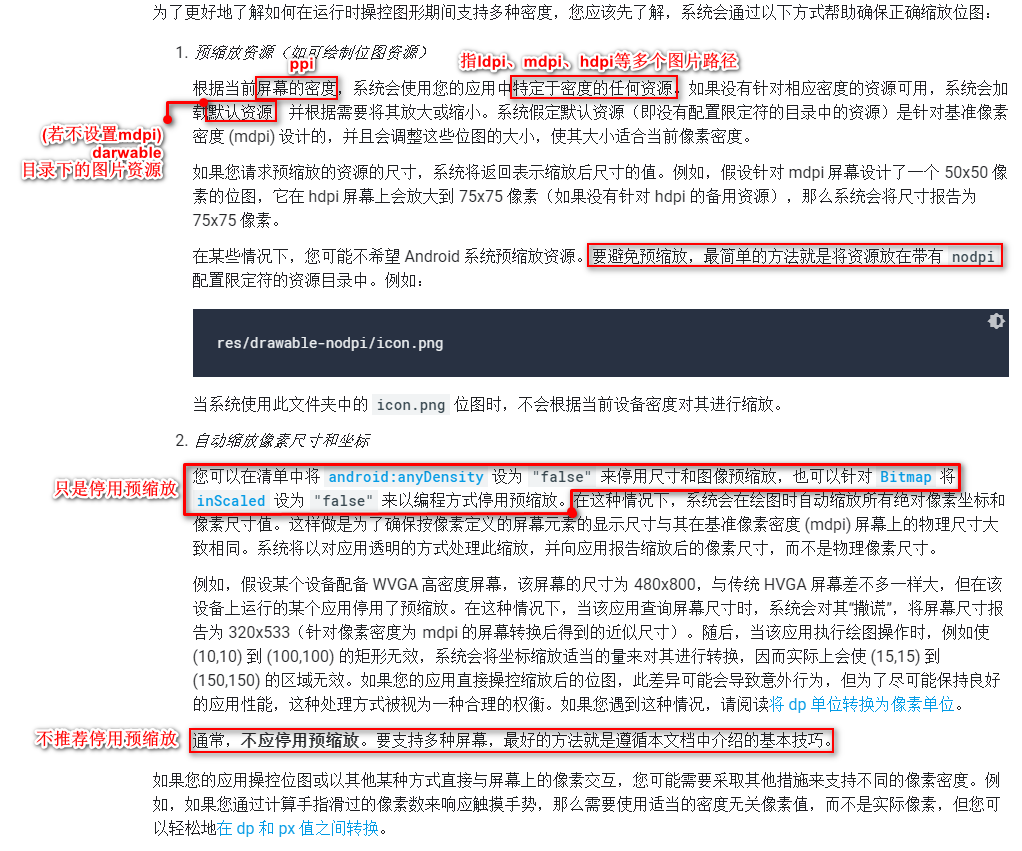 为了更好地了解如何在运行时操控图形期间支持多种密度，您应该先了解，系统会通过以下方式帮助确保正确缩放位图：
1. 预缩放资源（如可绘制位图资源）
ppi
指ldpi、mdpi、hdpi等多个图片路径
根据当前屏幕的密度，系统会使用您的应用中特定于密度的任何资源。如果没有针对相应密度的资源可用，系统会加
载默认资源，并根据需要将其放大或缩小。系统假定默认资源（即没有配置限定符的目录中的资源）是针对基准像素
密度 (mdpi) 设计的，并且会调整这些位图的大小，使其大小适合当前像素密度。
(若不设置mdpi)
darwable
目录下的图片资源
如果您请求预缩放的资源的尺寸，系统将返回表示缩放后尺寸的值。例如，假设针对 mdpi 屏幕设计了一个 50x50 像
素的位图，它在 hdpi 屏幕上会放大到 75x75 像素（如果没有针对 hdpi 的备用资源），那么系统会将尺寸报告为
75x75 像素。
在某些情况下，您可能不希望 Android 系统预缩放资源。要避免预缩放，最简单的方法就是将资源放在带有 nodpi
配置限定符的资源目录中。例如：
res/drawable-nodpi/icon.png
当系统使用此文件夹中的 icon.png 位图时，不会根据当前设备密度对其进行缩放。
2. 自动缩放像素尺寸和坐标
只是停用预缩放
您可以在清单中将 android:anyDensity 设为 "false" 来停用尺寸和图像预缩放，也可以针对 Bitmap 将
inScaled 设为 "false" 来以编程方式停用预缩放。在这种情况下，系统会在绘图时自动缩放所有绝对像素坐标和
像素尺寸值。这样做是为了确保按像素定义的屏幕元素的显示尺寸与其在基准像素密度 (mdpi) 屏幕上的物理尺寸大
致相同。系统将以对应用透明的方式处理此缩放，并向应用报告缩放后的像素尺寸，而不是物理像素尺寸。
例如，假设某个设备配备 WVGA 高密度屏幕，该屏幕的尺寸为 480x800，与传统 HVGA 屏幕差不多一样大，但在该
设备上运行的某个应用停用了预缩放。在这种情况下，当该应用查询屏幕尺寸时，系统会对其“撒谎”，将屏幕尺寸报
告为 320x533（针对像素密度为 mdpi 的屏幕转换后得到的近似尺寸）。随后，当该应用执行绘图操作时，例如使
(10,10) 到 (100,100) 的矩形无效，系统会将坐标缩放适当的量来对其进行转换，因而实际上会使 (15,15) 到
(150,150) 的区域无效。如果您的应用直接操控缩放后的位图，此差异可能会导致意外行为，但为了尽可能保持良好
的应用性能，这种处理方式被视为一种合理的权衡。如果您遇到这种情况，请阅读将 dp 单位转换为像素单位。
不推荐停用预缩放
通常，不应停用预缩放。要支持多种屏幕，最好的方法就是遵循本文档中介绍的基本技巧。
如果您的应用操控位图或以其他某种方式直接与屏幕上的像素交互，您可能需要采取其他措施来支持不同的像素密度。例
如，如果您通过计算手指滑过的像素数来响应触摸手势，那么需要使用适当的密度无关像素值，而不是实际像素，但您可
以轻松地在 dp 和 px 值之间转换。